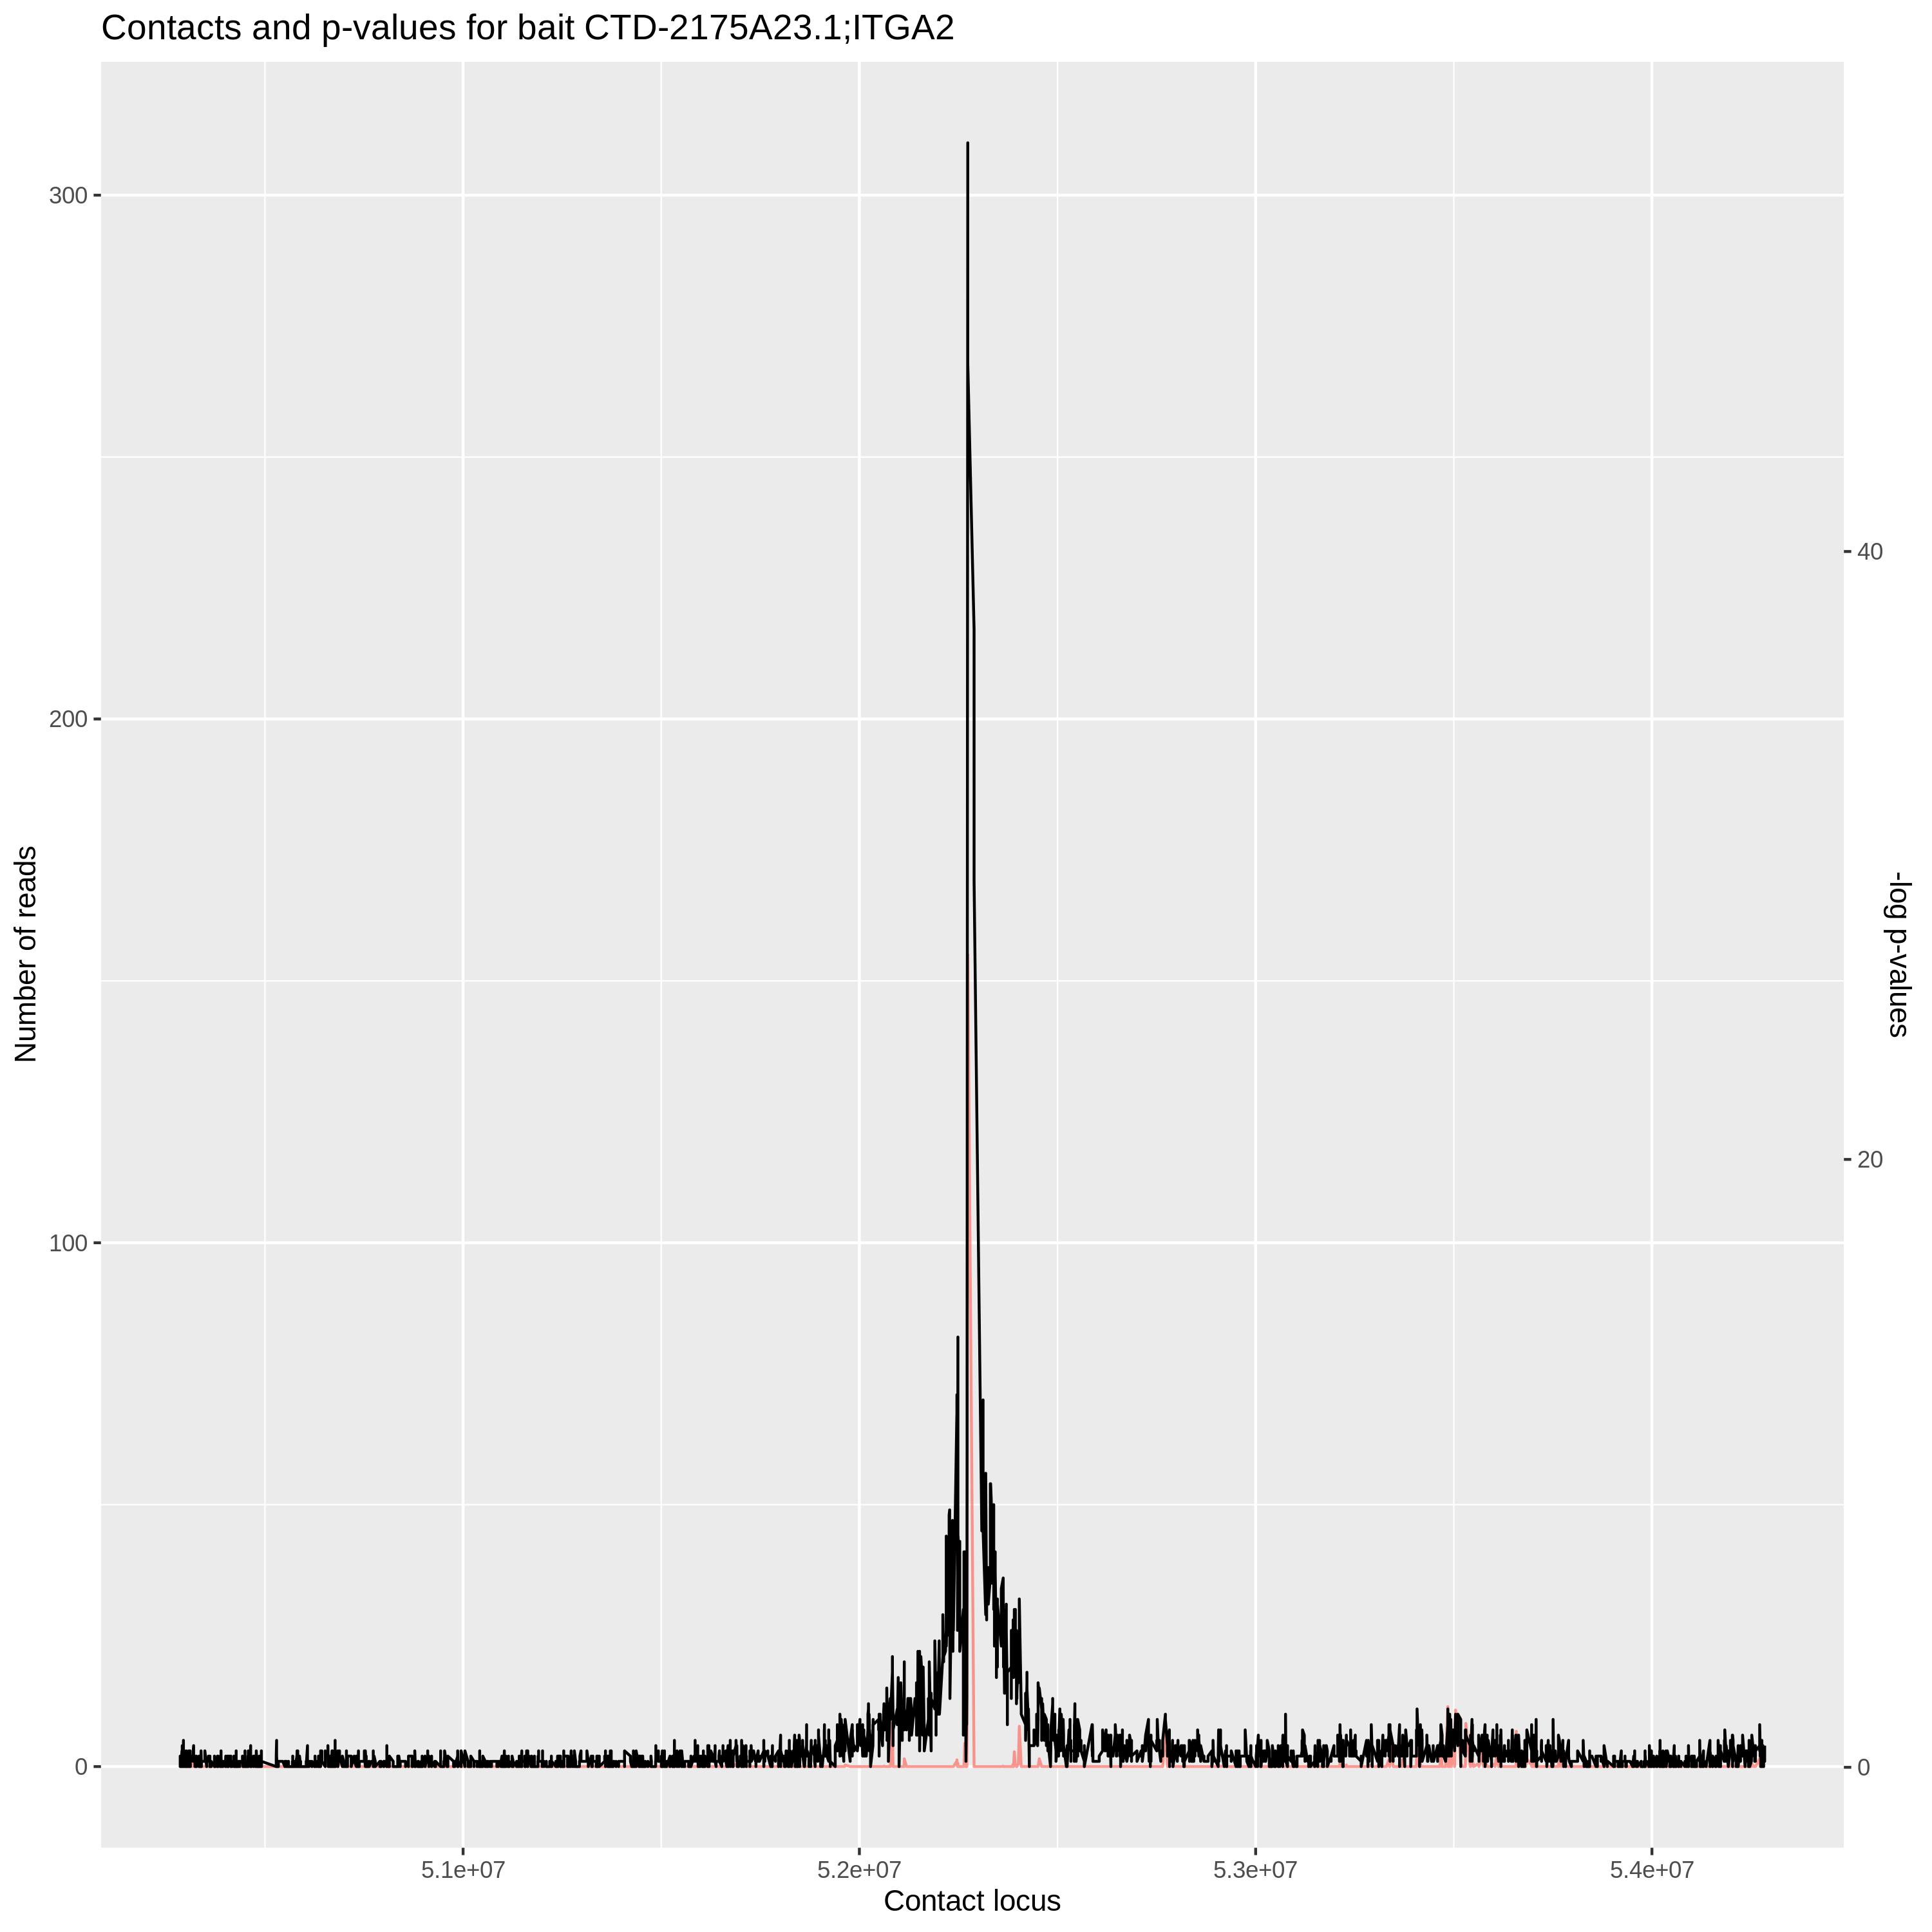 Contacts and p-values for bait CTD-2175A23.1;ITGA2
300
200
100
0
Number of reads
40
20
0
-log p-values
5.1e+07
5.2e+07
5.3e+07
5.4e+07
Contact locus